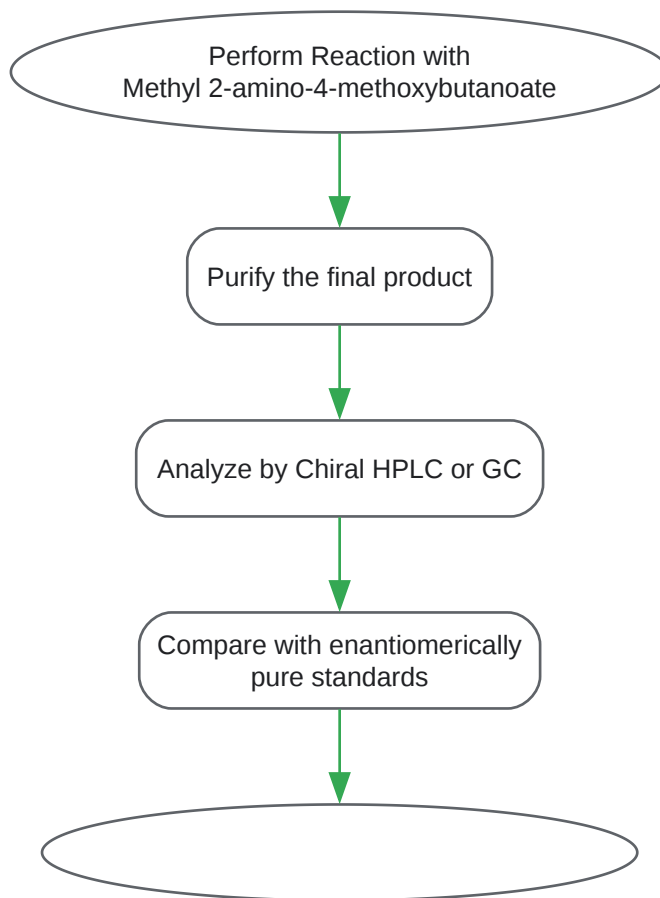 Perform Reaction with
Methyl 2-amino-4-methoxybutanoate
Purify the final product
Analyze by Chiral HPLC or GC
Compare with enantiomerically
pure standards